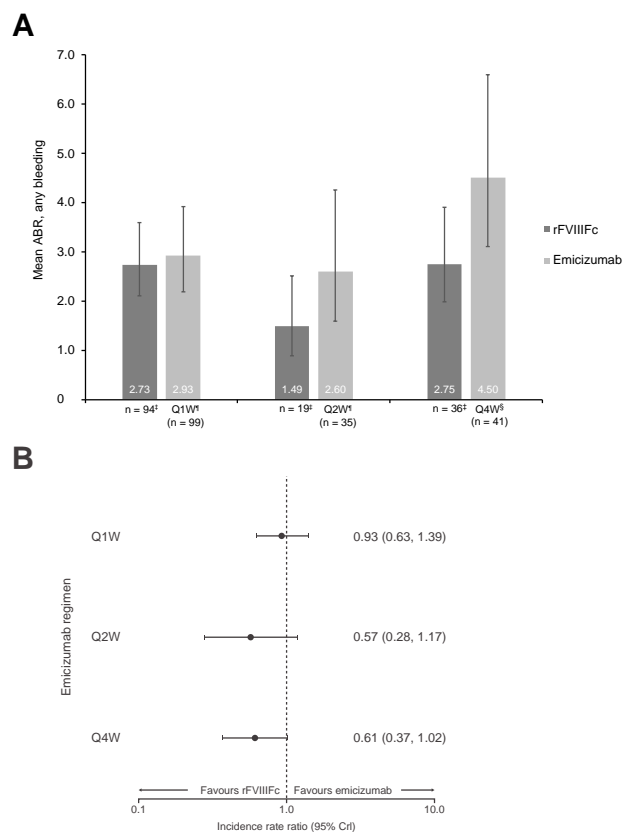 A
7.0
6.0
5.0
4.0
3.0
2.0
1.0
0
Mean ABR, any bleeding
2.73 2.93 1.49 2.60 2.75 4.50
n = 94‡ Q1W¶ n = 19‡ Q2W¶ n = 36‡ Q4W§
(n = 99) (n = 35) (n = 41)
rFVIIIFc
Emicizumab
B
Emicizumab regimen
Q1W 0.93 (0.63, 1.39)
Q2W 0.57 (0.28, 1.17)
Q4W 0.61 (0.37, 1.02)
Favours rFVIIIFc Favours emicizumab
0.1 1.0 10.0
Incidence rate ratio (95% CrI)